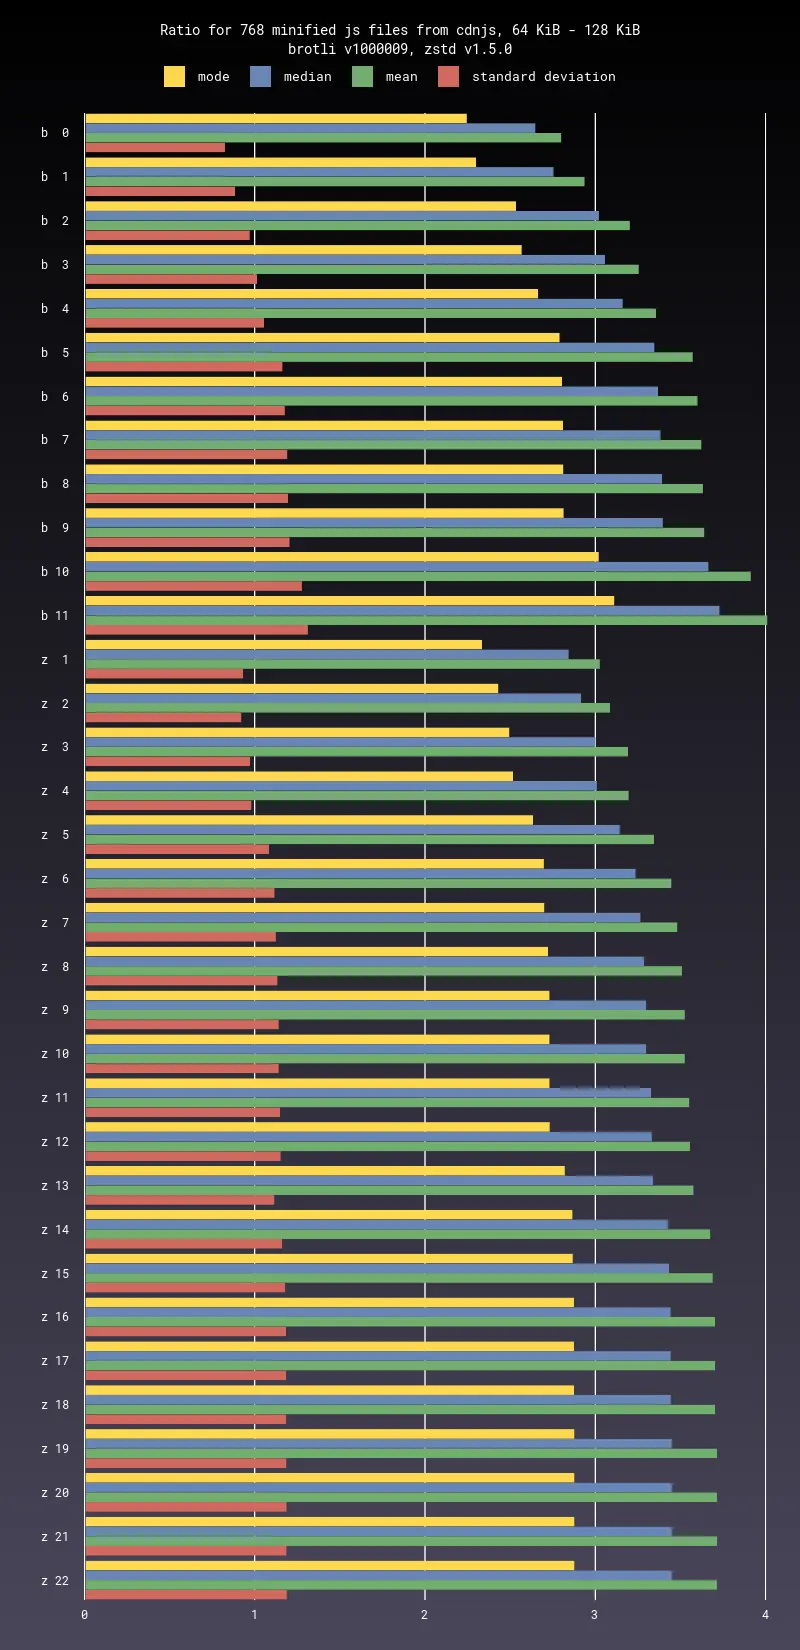 Ratio for 768 minified js files from cdnjs, 64 KiB - 128 KiB
brotli v1000009, zstd v1.5.0
mode median mean standard deviation
b 0
b 1
b 2
b 3
b 4
b 5
b 6
b 7
b 8
b 9
b 10
b 11
z 1
z 2
z 3
z 4
z 5
z 6
z 7
z 8
z 9
z 10
z 11
z 12
z 13
z 14
z 15
z 16
z 17
z 18
z 19
z 20
z 21
z 22
0 1 2 3 4